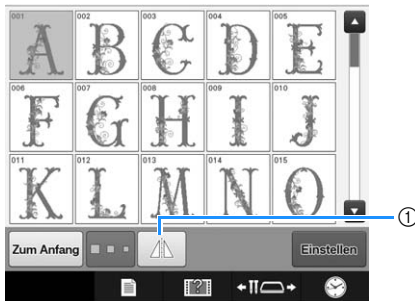 001 002 003 004 005
A B C D E
006 007 008 009 010
F G H I J
011 012 013 014 015
K L M N O
①
Zum Anfang Einstellen
?